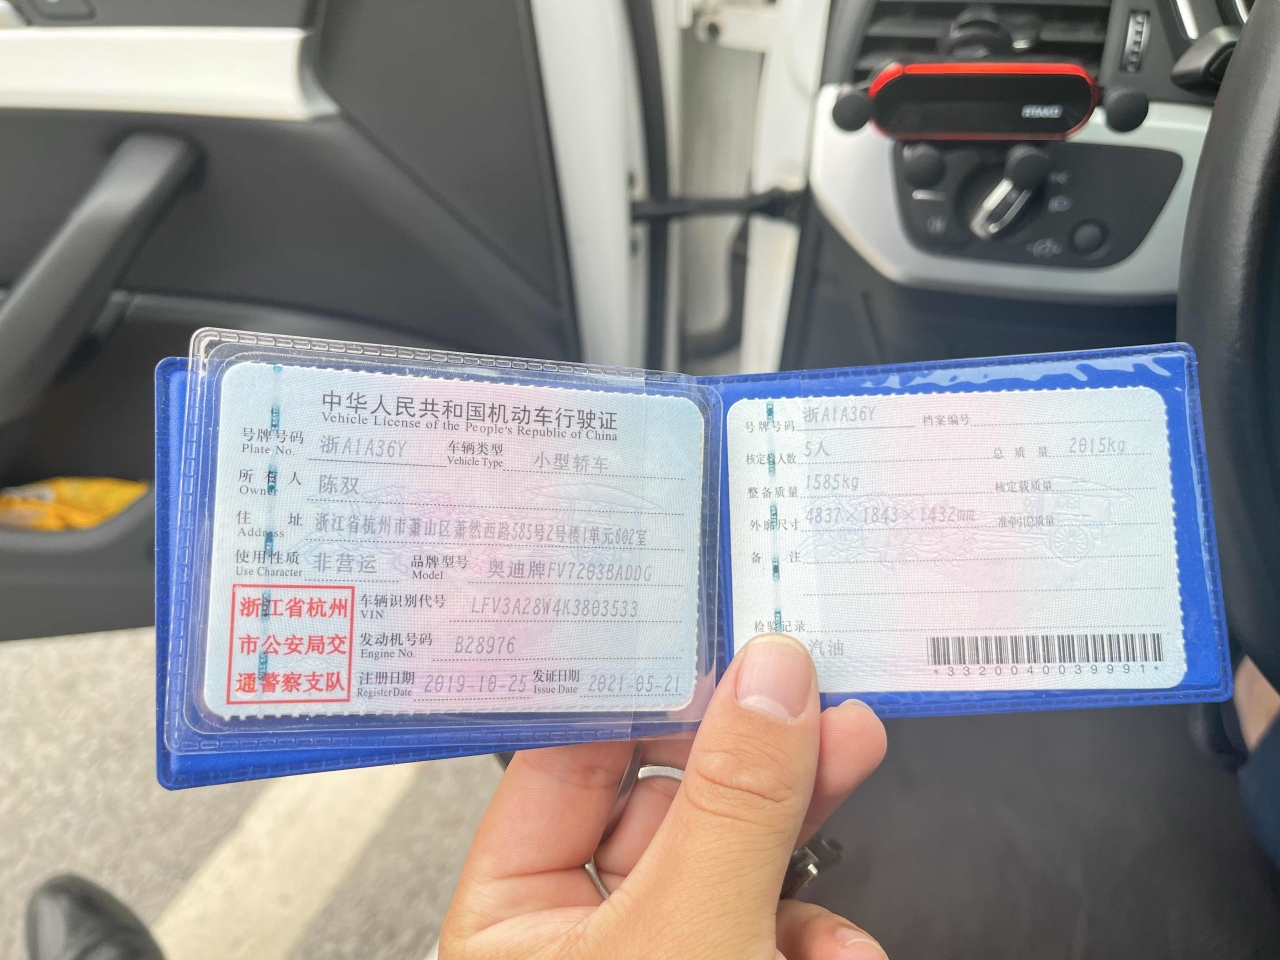 中华人民共和国机动车行驶证
Vehicle License of the People's Republic of China
号牌号码 浙A1A36Y 车辆类型 小型轿车
Plate No. Vehicle Type
所有人 陈双
Owner
住址 浙江省杭州市萧山区萧然西路585号2号楼1单元602室
Address
使用性质 非营运 品牌型号 奥迪牌FV7203BADDG
Use Character Model
浙江省杭州
市公安局交
通警察支队
车辆识别代号 LFV3A28W4K3803533
VIN
发动机号码 B28976
Engine No.
注册日期 2019-10-25 发证日期 2021-05-21
Register Date Issue Date
号牌号码 浙A1A36Y 档案编号
核定载人数 5人 总质量 2015kg
整备质量 1585kg 核定载质量
外廓尺寸 4837×1843×1432mm 准牵引总质量
备注
检验记录
汽油
*3320040039991*
OTAKO